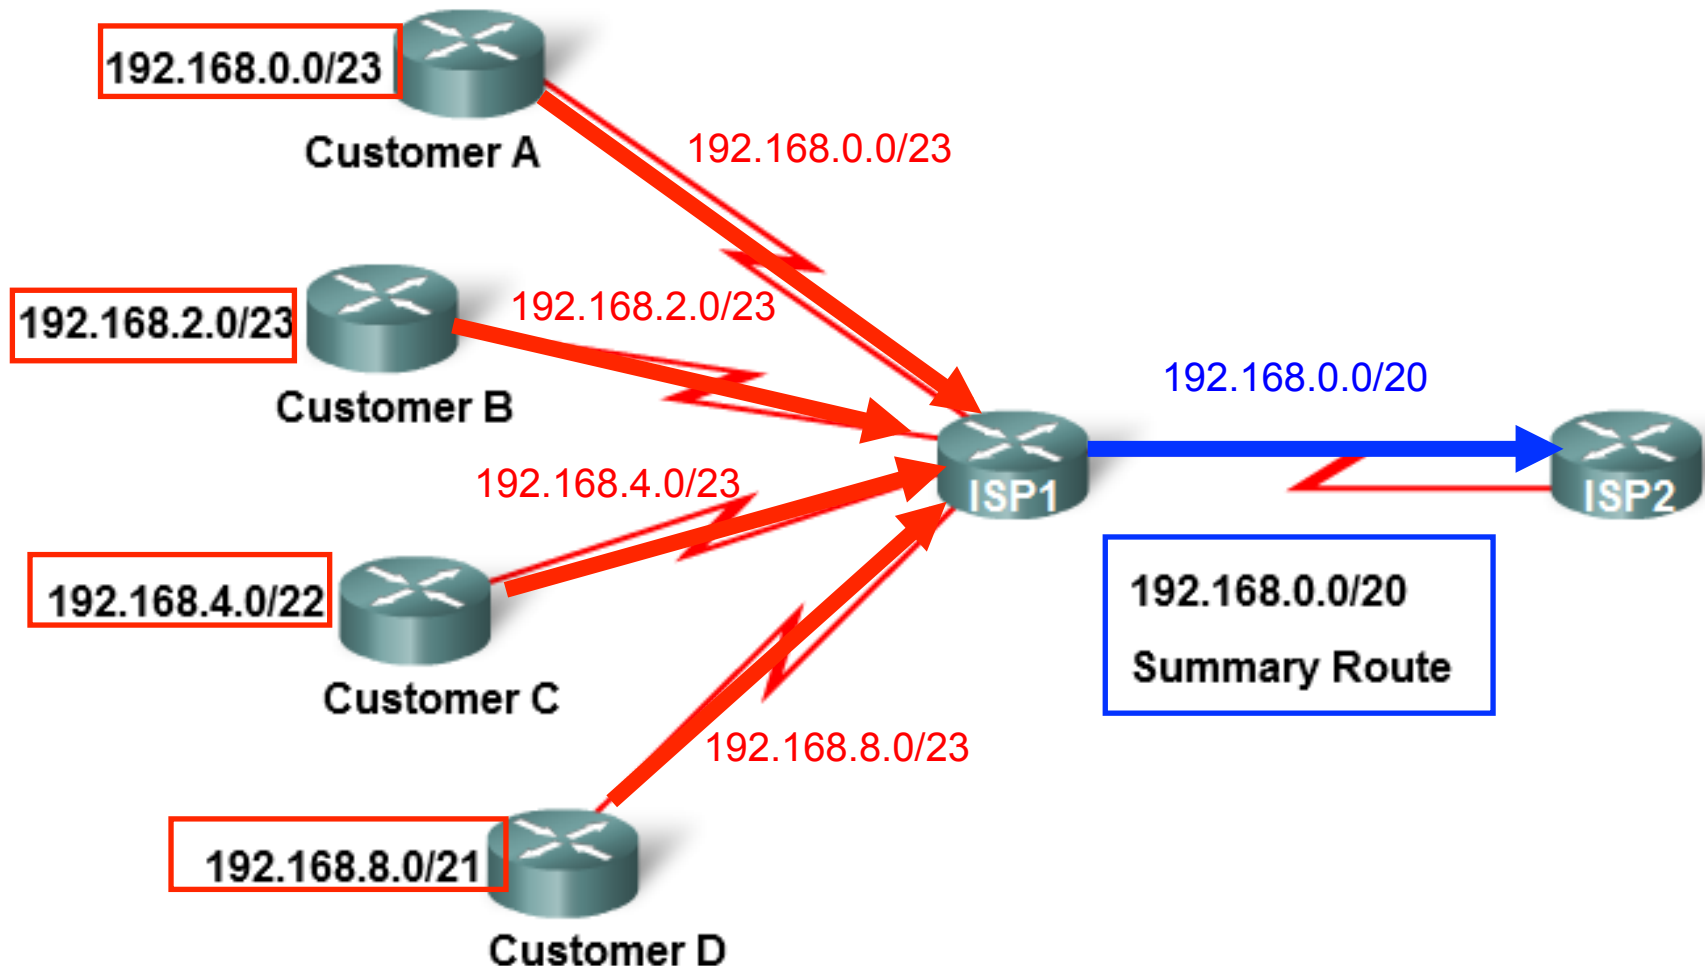 192.168.0.0/23
Customer A
192.168.0.0/23
192.168.2.0/23
Customer B
192.168.2.0/23
192.168.4.0/22
Customer C
192.168.4.0/23
192.168.8.0/21
Customer D
192.168.8.0/23
ISP1
192.168.0.0/20
ISP2
192.168.0.0/20
Summary Route